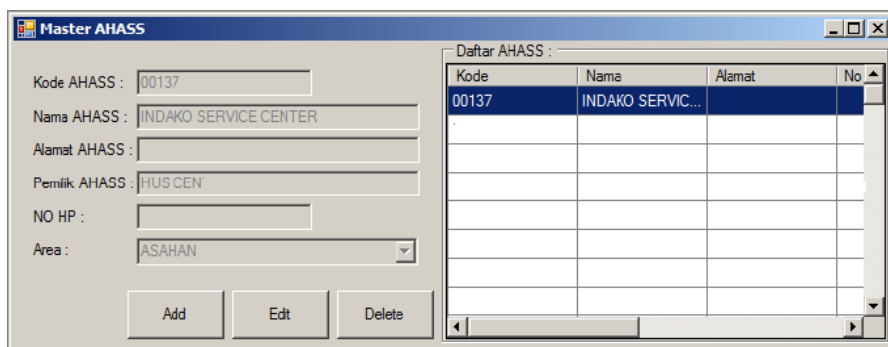 Master AHASS
Kode AHASS : 00137
Nama AHASS : INDAKO SERVICE CENTER
Alamat AHASS :
Pemilik AHASS : HUS CEN
NO HP :
Area : ASAHAN
Add Edt Delete
Daftar AHASS :
Kode Nama Alamat No
00137 INDAKO SERVIC...